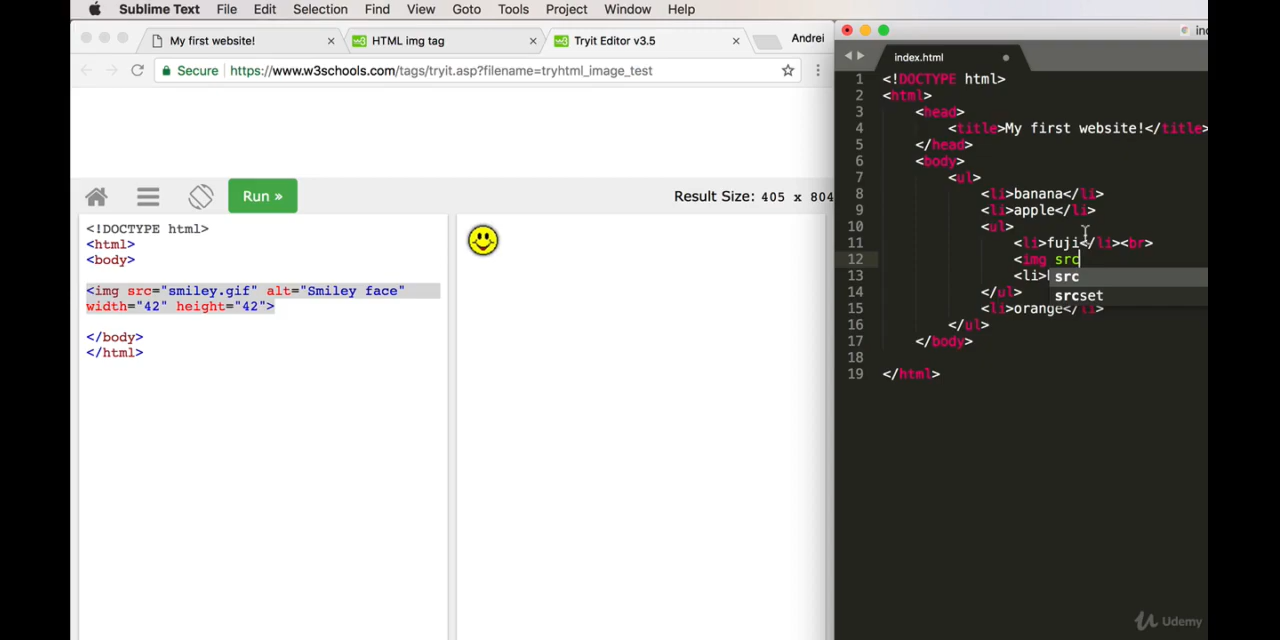 Sublime Text File Edit Selection Find View Goto Tools Project Window Help
My first website! HTML img tag Tryit Editor v3.5 Andrei
Secure https://www.w3schools.com/tags/tryit.asp?filename=tryhtml_image_test
Run » Result Size: 405 x 804
<!DOCTYPE html>
<html>
<body>
<img src="smiley.gif" alt="Smiley face"
width="42" height="42">
</body>
</html>
index.html
1 <!DOCTYPE html>
2 <html>
3 <head>
4 <title>My first website!</title>
5 </head>
6 <body>
7 <ul>
8 <li>banana</li>
9 <li>apple</li>
10 <ul>
11 <li>fuji</li><br>
12 <img src
13 <li>
src
srcset
14 </ul>
15 <li>orange</li>
16 </ul>
17 </body>
18
19 </html>
Udemy